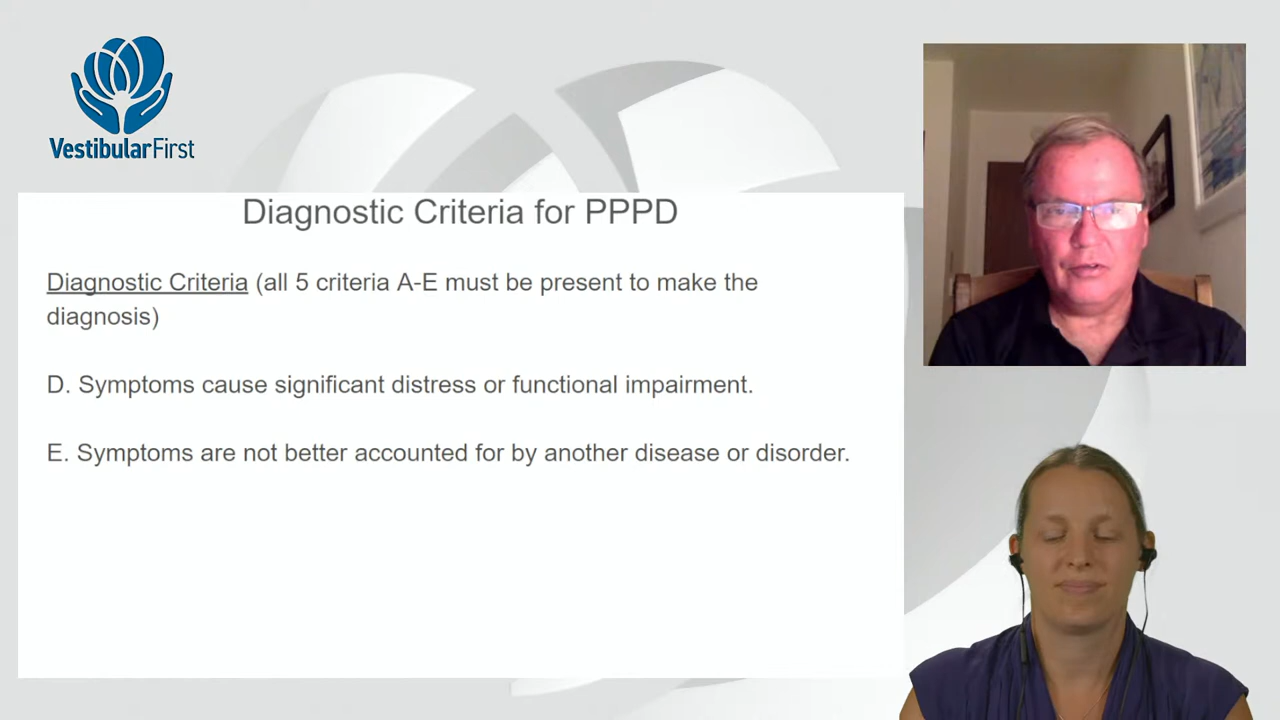 VestibularFirst
Diagnostic Criteria for PPPD
Diagnostic Criteria (all 5 criteria A-E must be present to make the
diagnosis)
D. Symptoms cause significant distress or functional impairment.
E. Symptoms are not better accounted for by another disease or disorder.